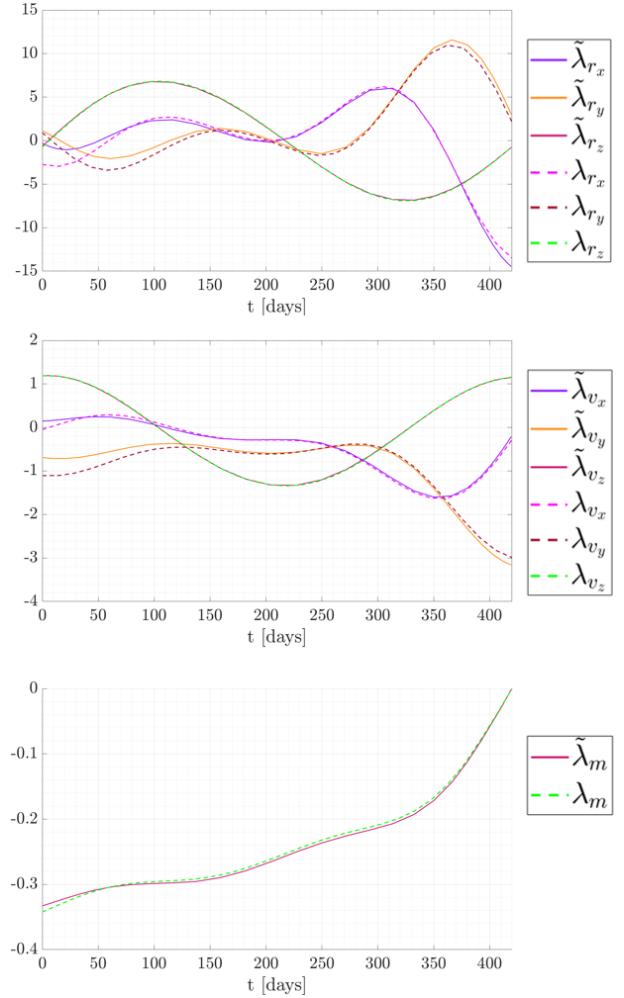 15
10
5
0
-5
-10
-15
0 50 100 150 200 250 300 350 400
t [days]
λ̃_{r_x}
λ̃_{r_y}
λ̃_{r_z}
λ_{r_x}
λ_{r_y}
λ_{r_z}
2
1
0
-1
-2
-3
-4
0 50 100 150 200 250 300 350 400
t [days]
λ̃_{v_x}
λ̃_{v_y}
λ̃_{v_z}
λ_{v_x}
λ_{v_y}
λ_{v_z}
0
-0.1
-0.2
-0.3
-0.4
0 50 100 150 200 250 300 350 400
t [days]
λ̃_m
λ_m